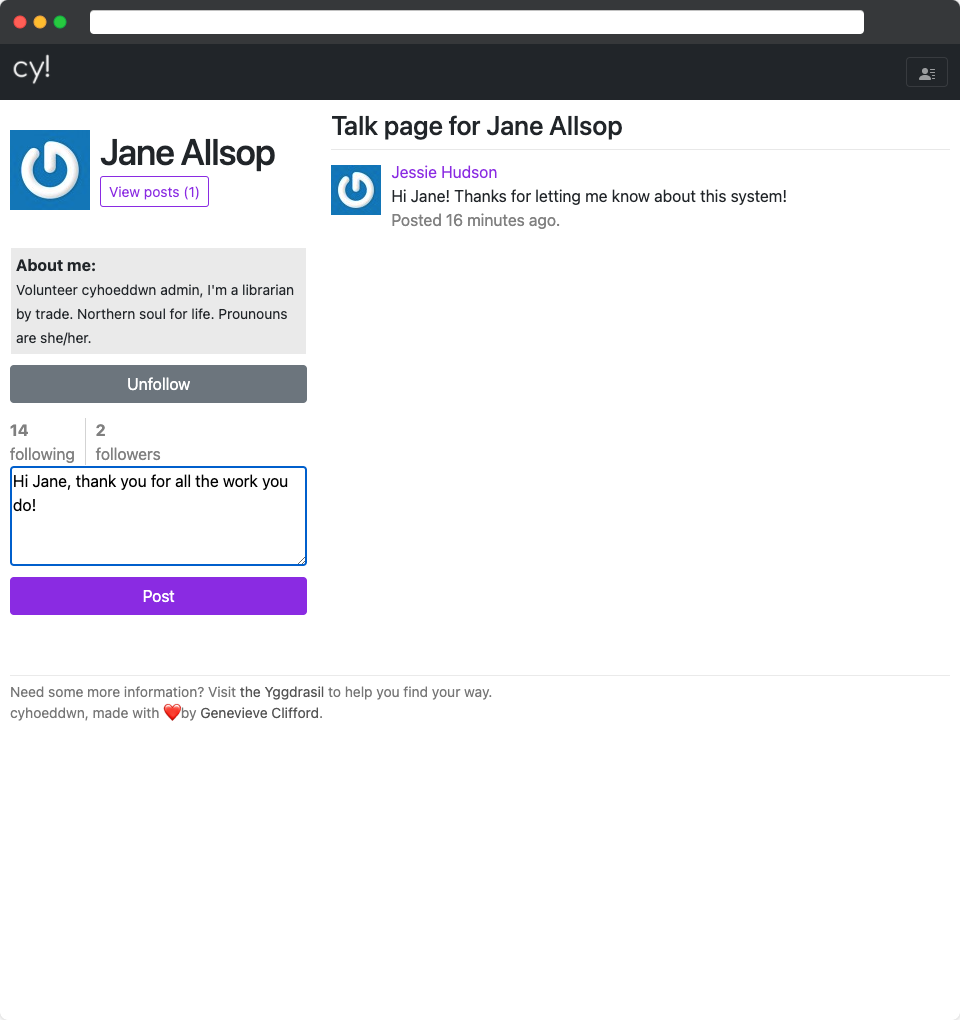 cy!
Jane Allsop
View posts (1)
About me:
Volunteer cyhoeddwn admin, I'm a librarian
by trade. Northern soul for life. Prounouns
are she/her.
Unfollow
14
following
2
followers
Hi Jane, thank you for all the work you
do!
Post
Talk page for Jane Allsop
Jessie Hudson
Hi Jane! Thanks for letting me know about this system!
Posted 16 minutes ago.
Need some more information? Visit the Yggdrasil to help you find your way.
cyhoeddwn, made with ❤️by Genevieve Clifford.